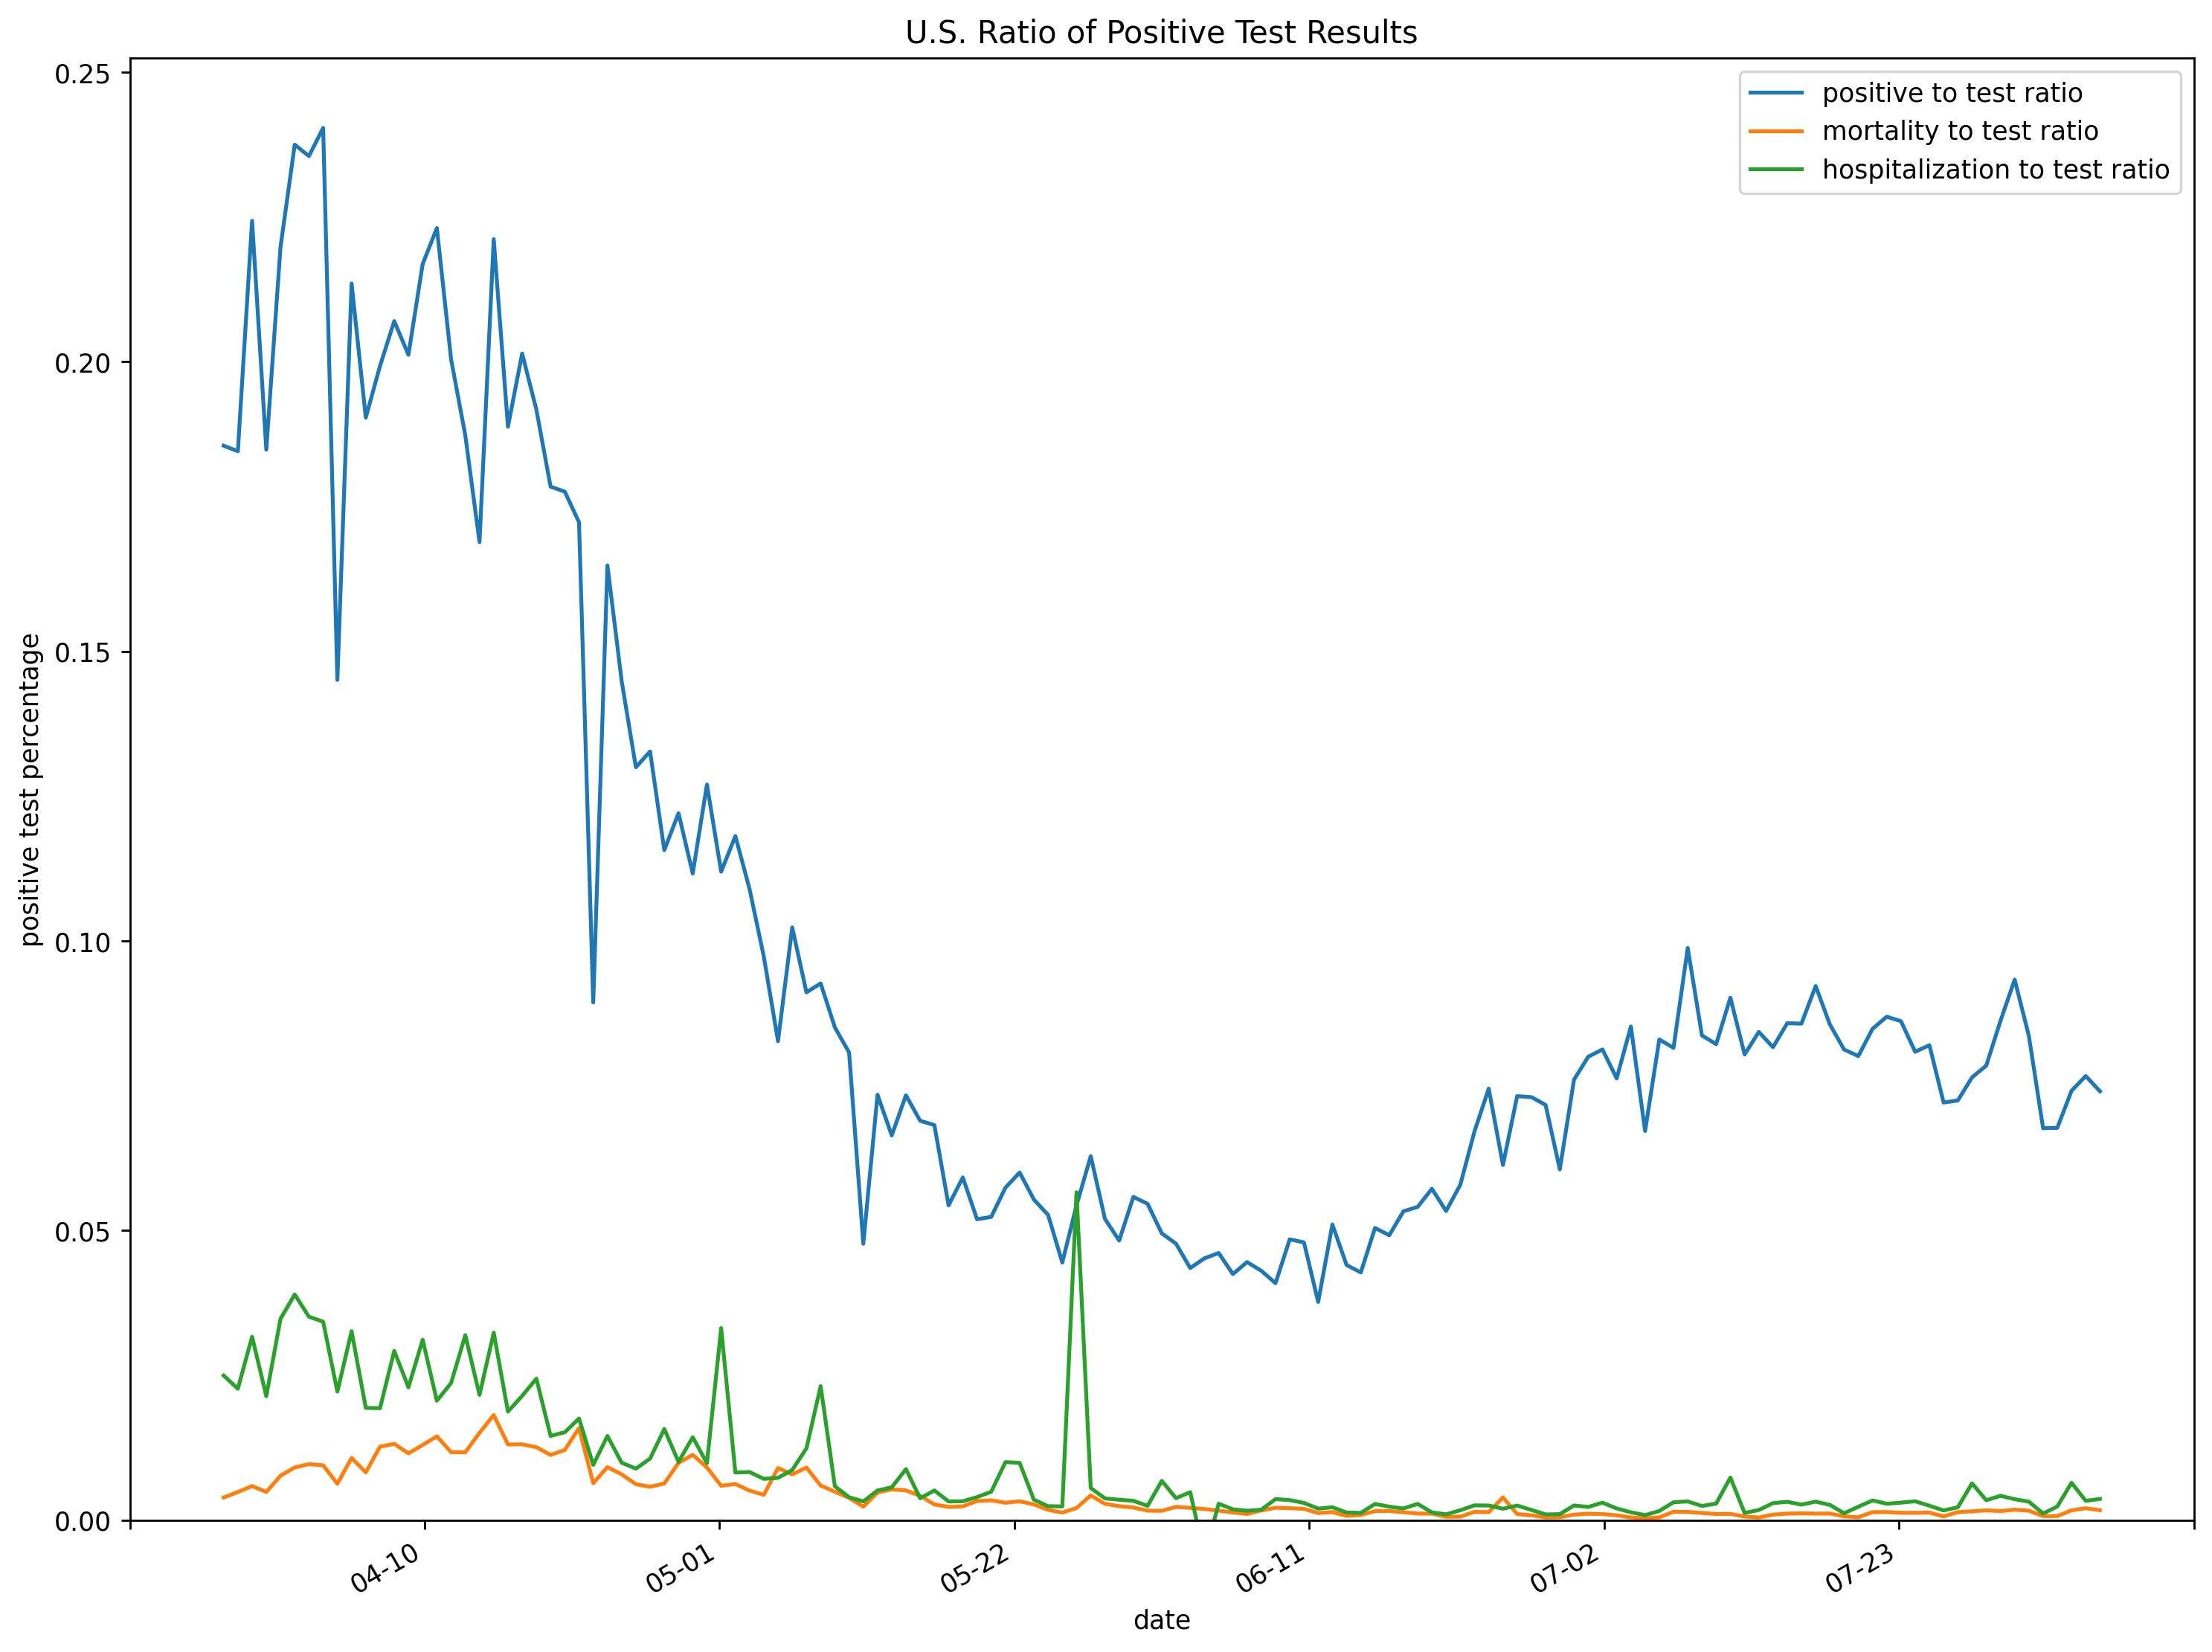 U.S. Ratio of Positive Test Results
positive to test ratio
mortality to test ratio
hospitalization to test ratio
positive test percentage
0.25
0.20
0.15
0.10
0.05
0.00
04-10
05-01
05-22
06-11
07-02
07-23
date